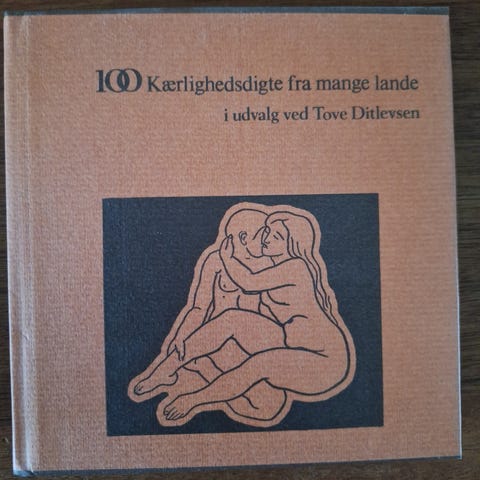 100 Kærlighedsdigte fra mange lande
i udvalg ved Tove Ditlevsen